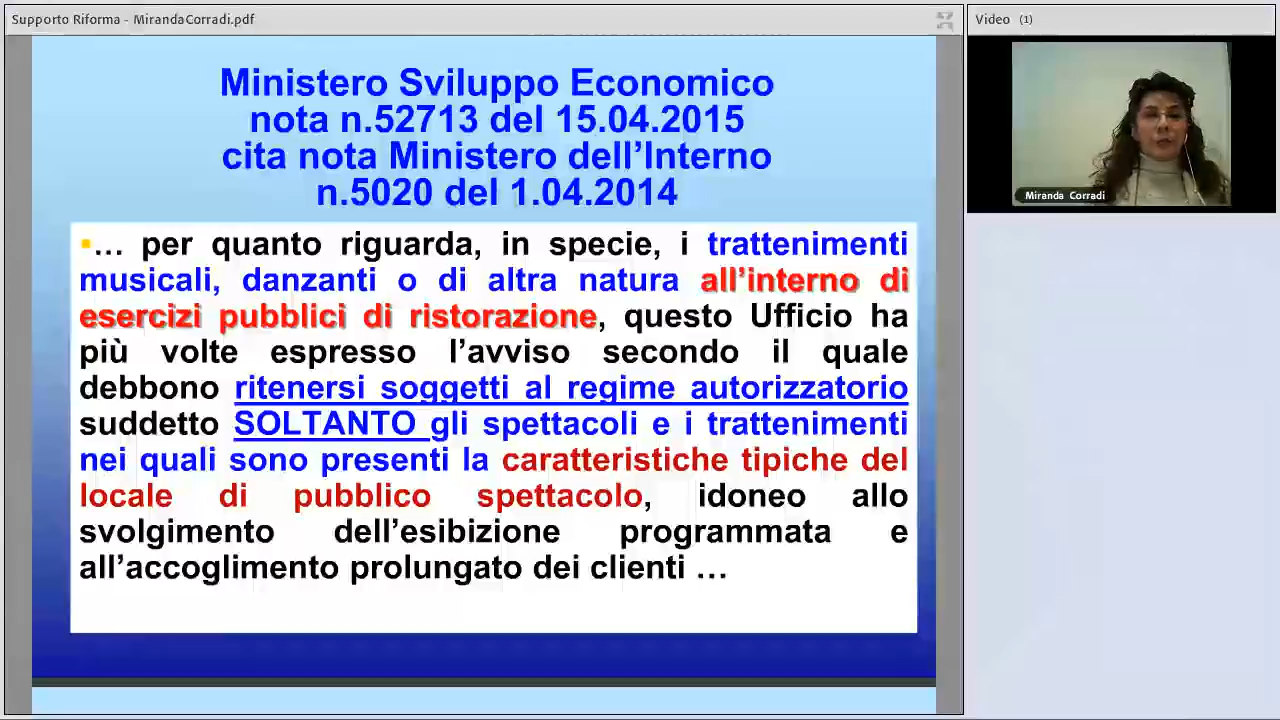 Supporto Riforma - MirandaCorradi.pdf
Video (1)
Ministero Sviluppo Economico
nota n.52713 del 15.04.2015
cita nota Ministero dell’Interno
n.5020 del 1.04.2014
▪… per quanto riguarda, in specie, i trattenimenti
musicali, danzanti o di altra natura all’interno di
esercizi pubblici di ristorazione, questo Ufficio ha
più volte espresso l’avviso secondo il quale
debbono ritenersi soggetti al regime autorizzatorio
suddetto SOLTANTO gli spettacoli e i trattenimenti
nei quali sono presenti la caratteristiche tipiche del
locale di pubblico spettacolo, idoneo allo
svolgimento dell’esibizione programmata e
all’accoglimento prolungato dei clienti …
Miranda Corradi